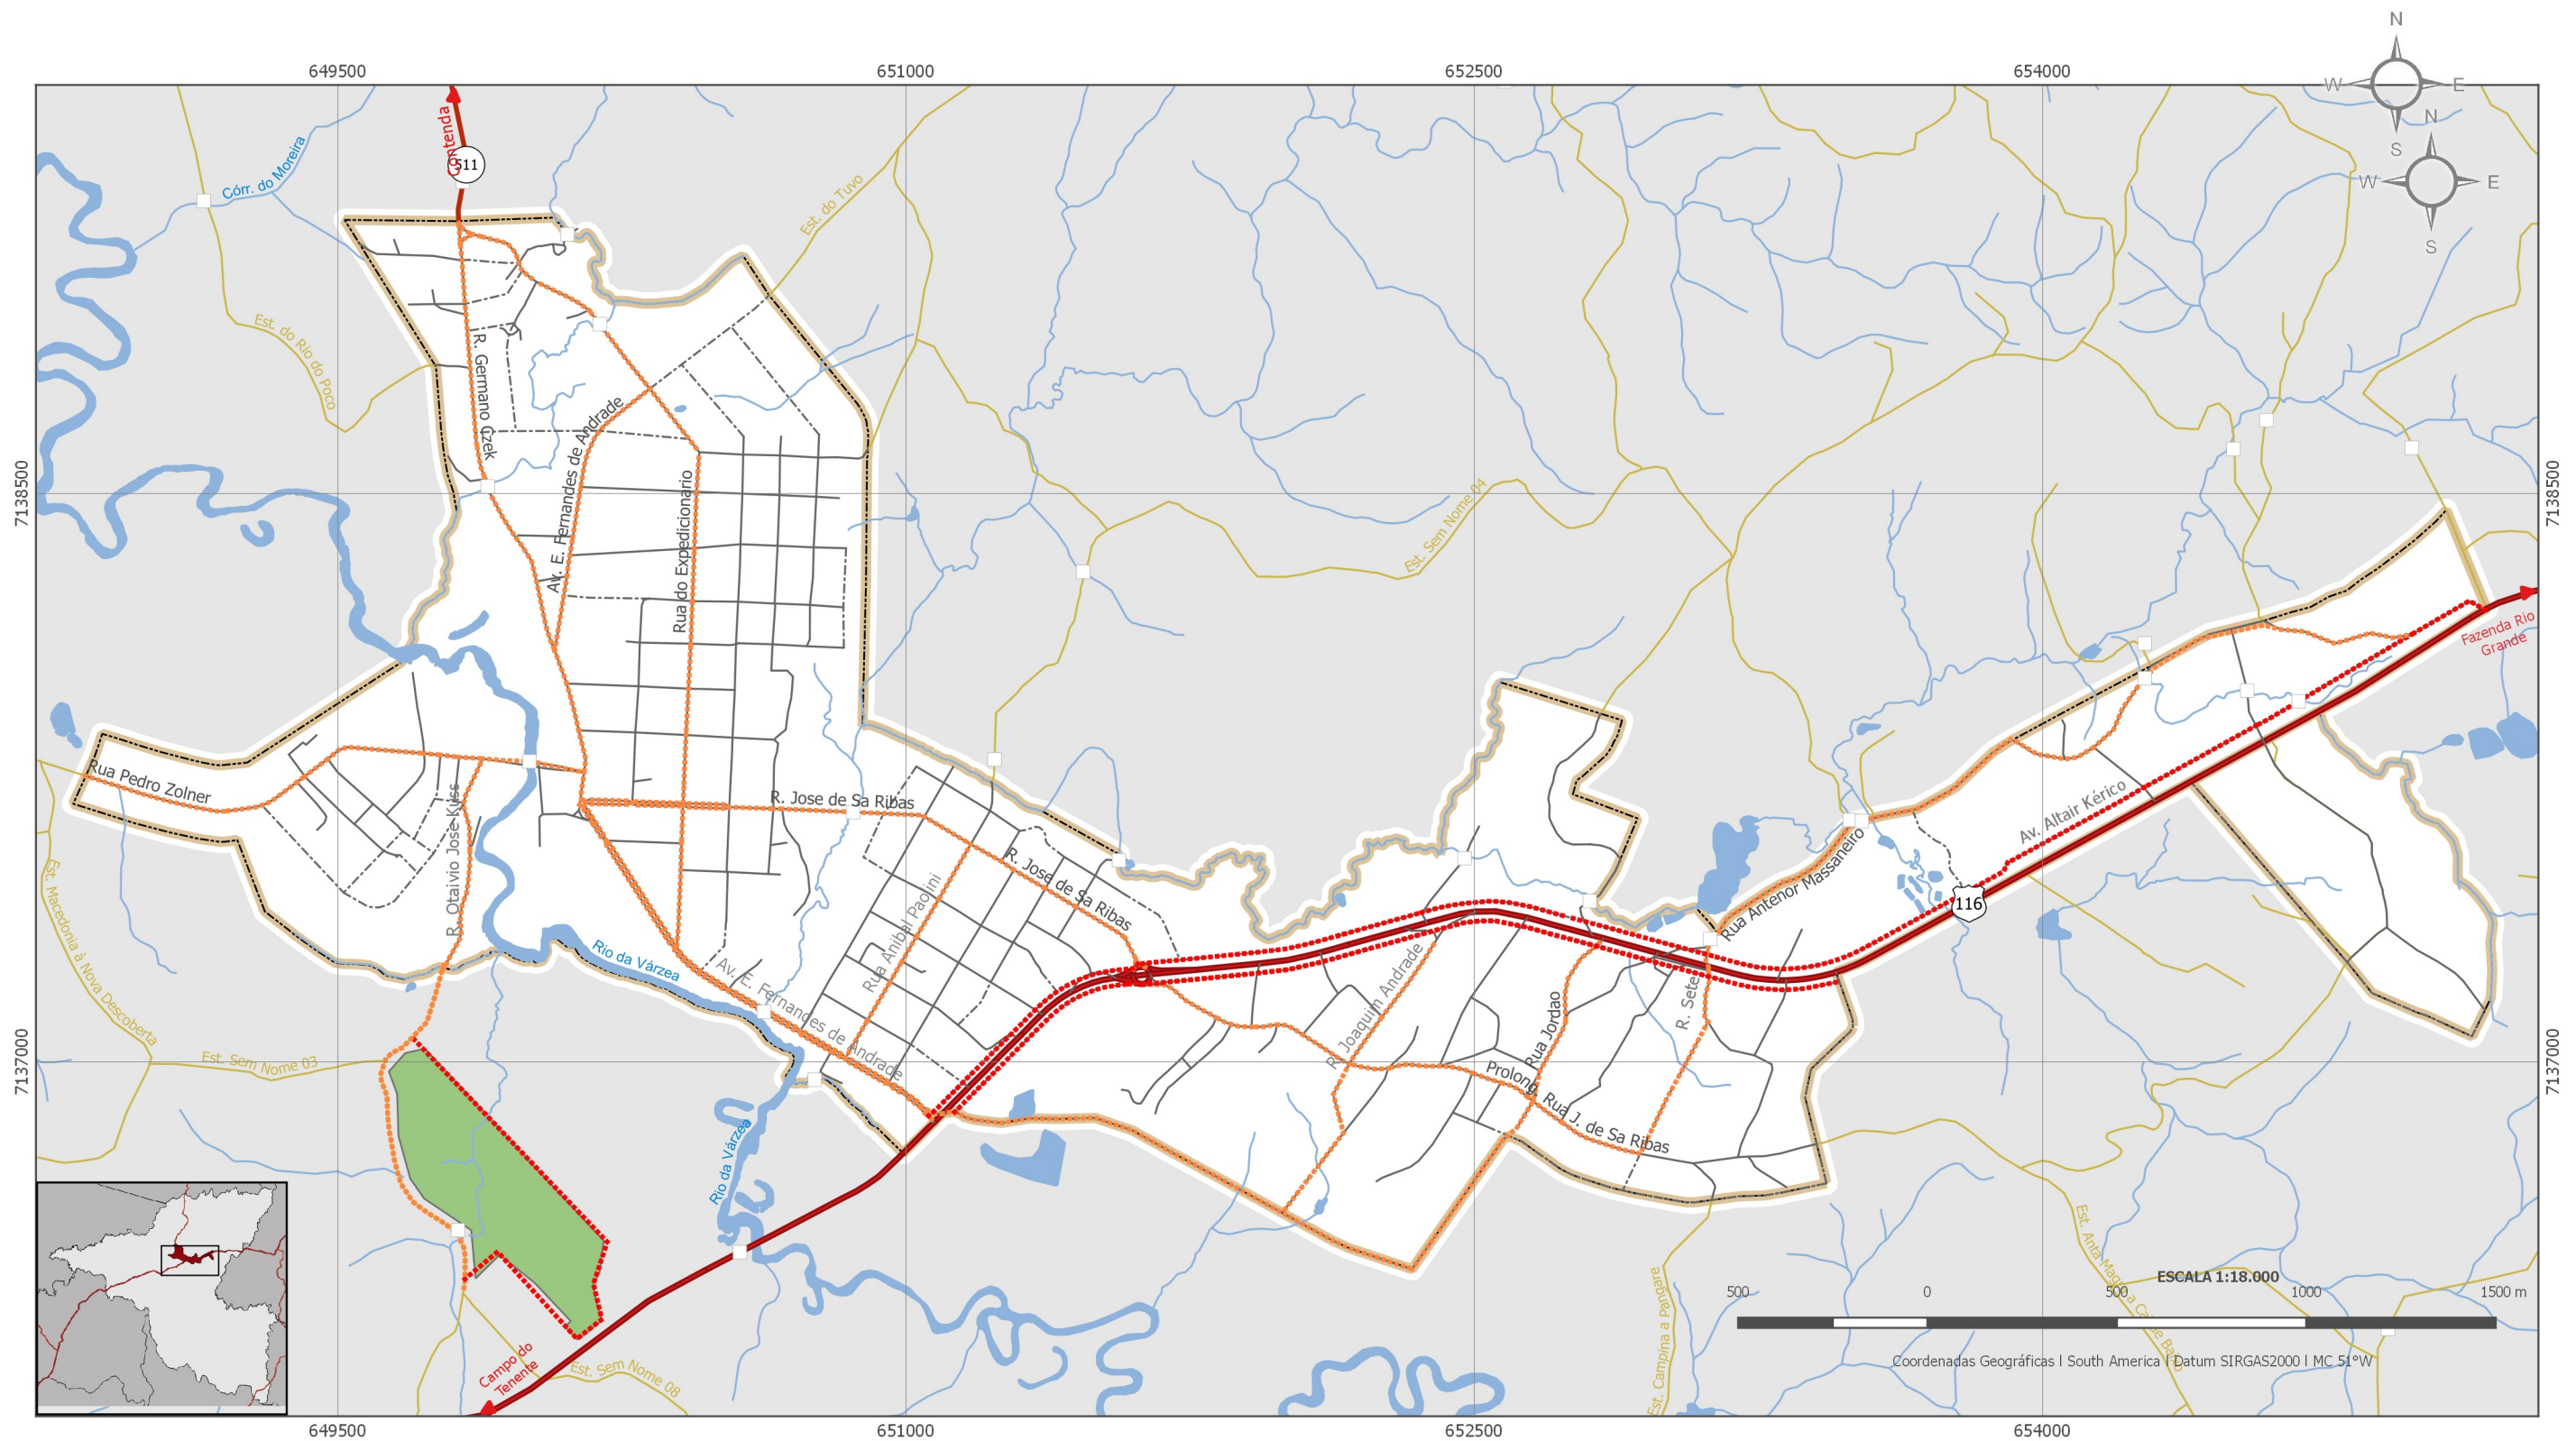 649500
651000
652500
654000
N
W
E
S
N
W
E
S
7138500
7138500
7137000
7137000
Contenda
511
Córr. do Moreira
Est. do Tuvo
Est. do Rio do Poco
R. Germano Czek
Av. E. Fernandes de Andrade
Rua do Expedicionario
Est. Sem Nome 04
Fazenda Rio
Grande
Rua Pedro Zolner
R. Otaivio José Kuss
R. Jose de Sa Ribas
R. Jose de Sa Ribas
Rua Anibal Paolini
Av. Altair Kérico
Rua Antenor Massaneiro
116
Est. Macedonia à Nova Descoberta
Rio da Várzea
Av. E. Fernandes de Andrade
R. Joaquim Andrade
Rua Jordao
R. Sete
Est. Sem Nome 03
Prolong. Rua J. de Sa Ribas
Rio da Várzea
Est. Campina a Pangare
ESCALA 1:18.000
500
0
500
1000
1500 m
Coordenadas Geográficas l South America l Datum SIRGAS2000 l MC 51°W
Campo do
Tenente
Est. Sem Nome 08
649500
651000
652500
654000